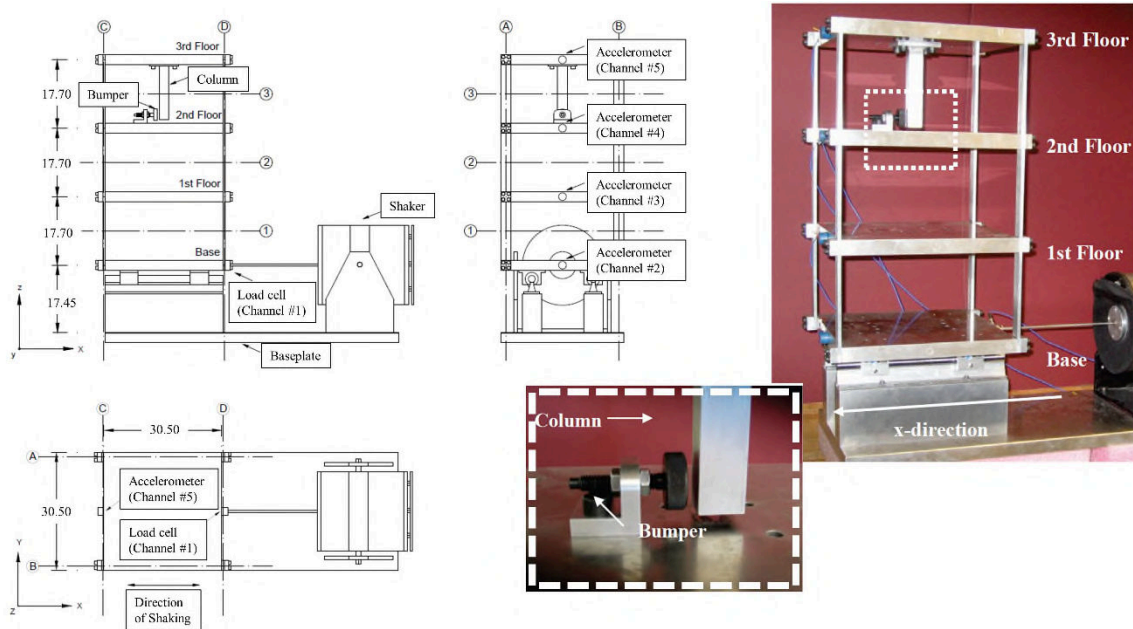 C
D
3rd Floor
Column
17.70
Bumper
3
2nd Floor
17.70
2
1st Floor
17.70
1
Shaker
Base
17.45
Load cell
(Channel #1)
z
y
x
Baseplate
A
B
Accelerometer
(Channel #5)
3
Accelerometer
(Channel #4)
2
Accelerometer
(Channel #3)
1
Accelerometer
(Channel #2)
3rd Floor
2nd Floor
1st Floor
Base
x-direction
C
D
30.50
A
Accelerometer
(Channel #5)
30.50
Load cell
(Channel #1)
B
Y
Z
X
Direction
of Shaking
Column
Bumper